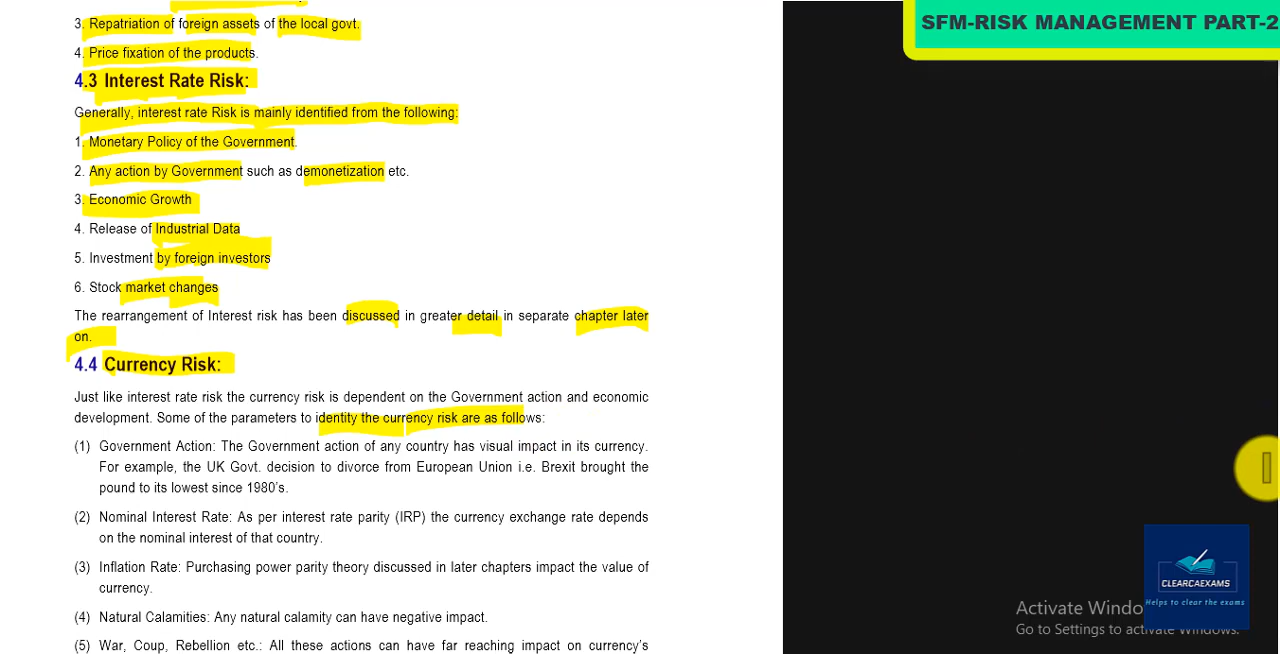 3. Repatriation of foreign assets of the local govt.
4. Price fixation of the products.
4.3 Interest Rate Risk:
Generally, interest rate Risk is mainly identified from the following:
1. Monetary Policy of the Government.
2. Any action by Government such as demonetization etc.
3. Economic Growth
4. Release of Industrial Data
5. Investment by foreign investors
6. Stock market changes
The rearrangement of Interest risk has been discussed in greater detail in separate chapter later
on.
4.4 Currency Risk:
Just like interest rate risk the currency risk is dependent on the Government action and economic
development. Some of the parameters to identity the currency risk are as follows:
(1) Government Action: The Government action of any country has visual impact in its currency.
For example, the UK Govt. decision to divorce from European Union i.e. Brexit brought the
pound to its lowest since 1980's.
(2) Nominal Interest Rate: As per interest rate parity (IRP) the currency exchange rate depends
on the nominal interest of that country.
(3) Inflation Rate: Purchasing power parity theory discussed in later chapters impact the value of
currency.
(4) Natural Calamities: Any natural calamity can have negative impact.
(5) War, Coup, Rebellion etc.: All these actions can have far reaching impact on currency's
SFM-RISK MANAGEMENT PART-2
CLEARCAEXAMS
Helps to clear the exams
Activate Windo
Go to Settings to activate Windows.